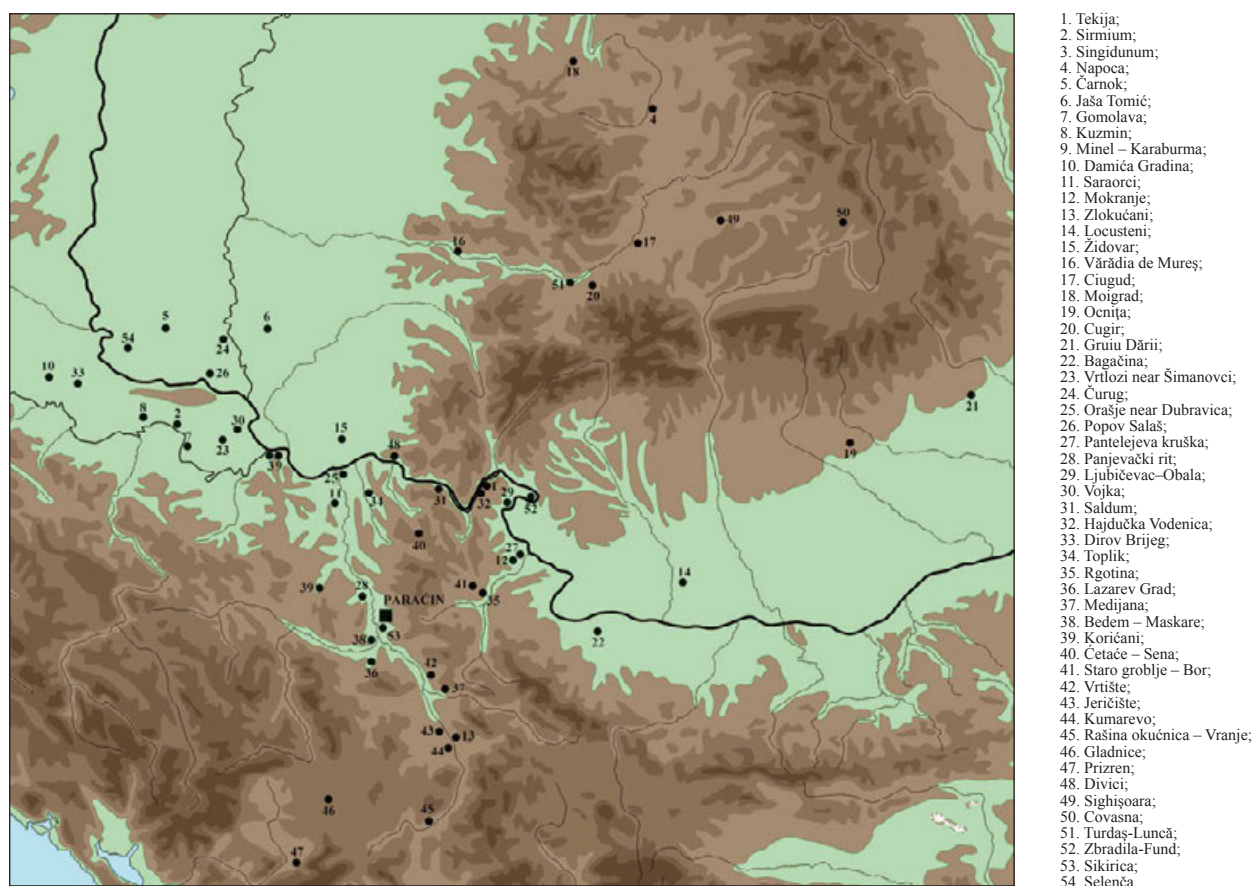 18
4
49
50
17
16
51
20
5
6
24
54
26
10
33
21
8
2
30
7
23
15
19
48
39
25
11
34
31
1
32
29
52
40
27
12
41
35
39
28
14
PARAĆIN
53
38
22
36
42
37
43
13
44
46
45
47
1. Tekija;
2. Sirmium;
3. Singidunum;
4. Napoca;
5. Čarnok;
6. Jaša Tomić;
7. Gomolava;
8. Kuzmin;
9. Minel – Karaburma;
10. Damića Gradina;
11. Saraorci;
12. Mokranje;
13. Zlokućani;
14. Locusteni;
15. Židovar;
16. Vărădia de Mureș;
17. Ciugud;
18. Moigrad;
19. Ocnița;
20. Cugir;
21. Gruiu Dării;
22. Bagačina;
23. Vrtlozi near Šimanovci;
24. Čurug;
25. Orašje near Dubravica;
26. Popov Salaš;
27. Pantelejeva kruška;
28. Panjevački rit;
29. Ljubičevac–Obala;
30. Vojka;
31. Saldum;
32. Hajdučka Vodenica;
33. Dirov Brijeg;
34. Toplik;
35. Rgotina;
36. Lazarev Grad;
37. Medijana;
38. Bedem – Maskare;
39. Korićani;
40. Četaće – Sena;
41. Staro groblje – Bor;
42. Vrtište;
43. Jeričište;
44. Kumarevo;
45. Rašina okućnica – Vranje;
46. Gladnice;
47. Prizren;
48. Divici;
49. Sighișoara;
50. Covasna;
51. Turdaș-Luncă;
52. Zbradila-Fund;
53. Sikirica;
54. Selenča